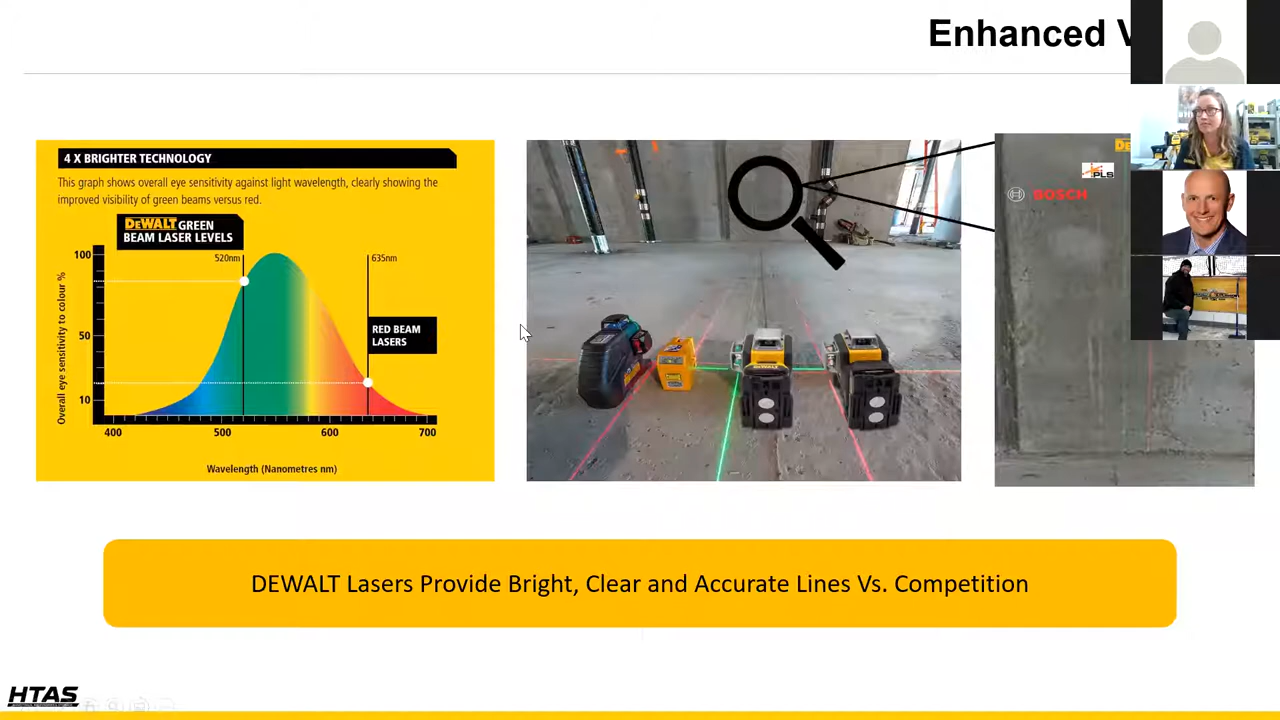 Enhanced V
4 X BRIGHTER TECHNOLOGY
This graph shows overall eye sensitivity against light wavelength, clearly showing the
improved visibility of green beams versus red.
DEWALT GREEN
BEAM LASER LEVELS
520nm
635nm
RED BEAM
LASERS
Overall eye sensitivity to colour %
100
50
10
400
500
600
700
Wavelength (Nanometres nm)
DEWALT
PLS
BOSCH
DEWALT Lasers Provide Bright, Clear and Accurate Lines Vs. Competition
HTAS